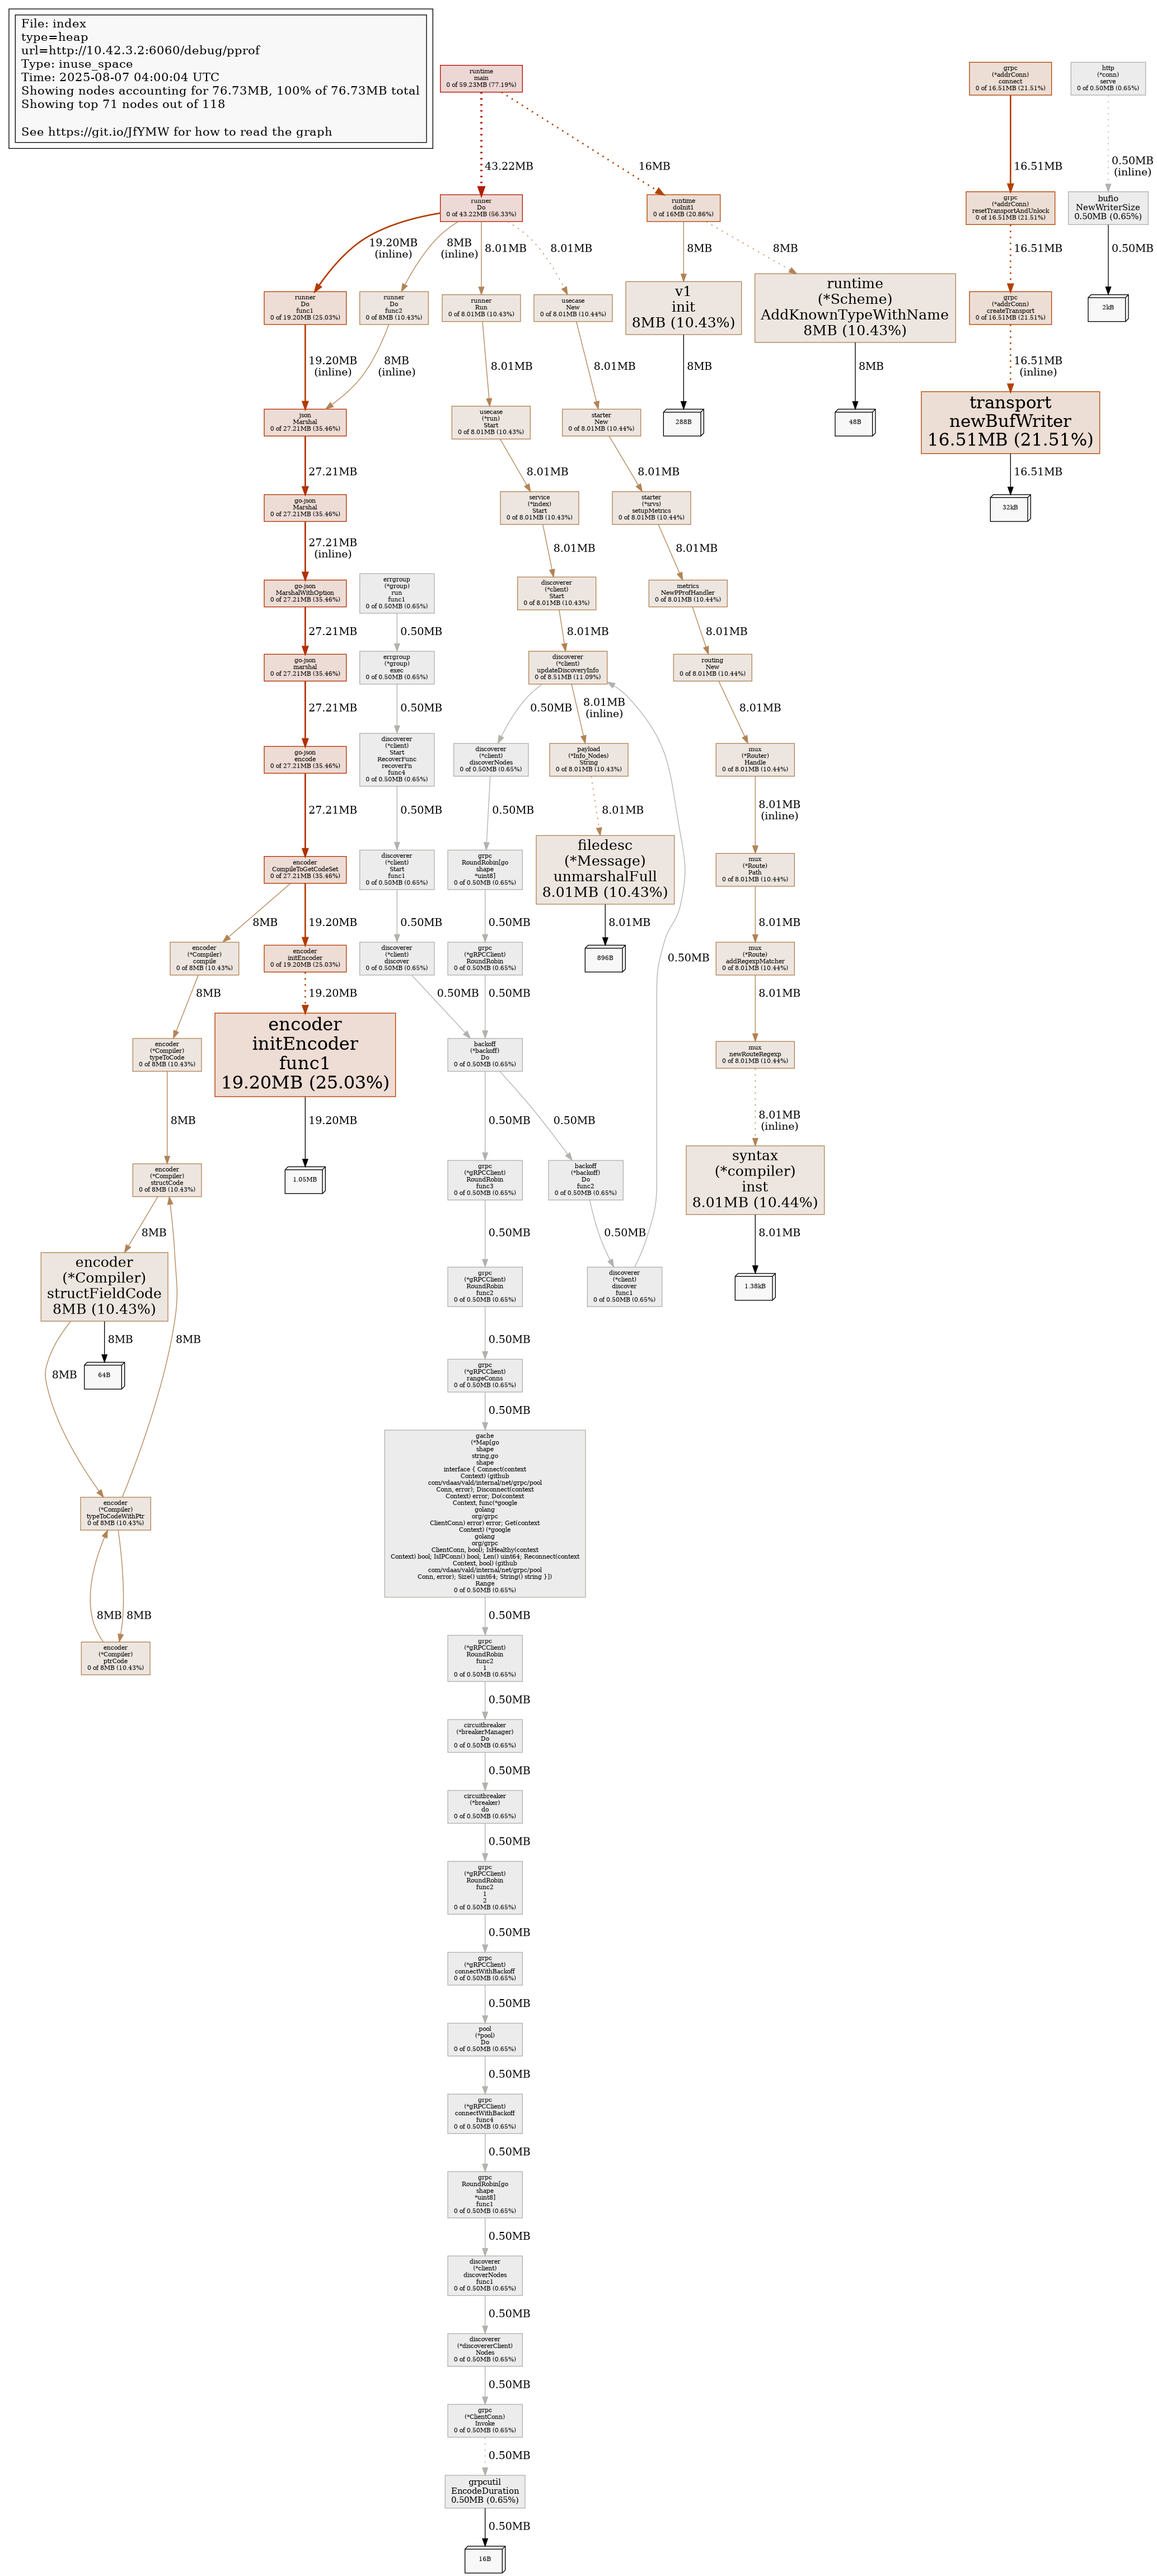 File: index
type=heap
url=http://10.42.3.2:6060/debug/pprof
Type: inuse_space
Time: 2025-08-07 04:00:04 UTC
Showing nodes accounting for 76.73MB, 100% of 76.73MB total
Showing top 71 nodes out of 118
See https://git.io/JfYMW for how to read the graph
runtime
main
0 of 59.23MB (77.19%)
grpc
(*addrConn)
connect
0 of 16.51MB (21.51%)
http
(*conn)
serve
0 of 0.50MB (0.65%)
43.22MB
16MB
16.51MB
0.50MB
(inline)
runner
Do
0 of 43.22MB (56.33%)
runtime
doInit1
0 of 16MB (20.86%)
grpc
(*addrConn)
resetTransportAndUnlock
0 of 16.51MB (21.51%)
bufio
NewWriterSize
0.50MB (0.65%)
19.20MB
(inline)
8MB
(inline)
8.01MB
8.01MB
8MB
8MB
16.51MB
0.50MB
runner
Do
func1
0 of 19.20MB (25.03%)
runner
Do
func2
0 of 8MB (10.43%)
runner
Run
0 of 8.01MB (10.43%)
usecase
New
0 of 8.01MB (10.44%)
v1
init
8MB (10.43%)
runtime
(*Scheme)
AddKnownTypeWithName
8MB (10.43%)
grpc
(*addrConn)
createTransport
0 of 16.51MB (21.51%)
2kB
19.20MB
(inline)
8MB
(inline)
8.01MB
8.01MB
8MB
8MB
16.51MB
(inline)
json
Marshal
0 of 27.21MB (35.46%)
usecase
(*run)
Start
0 of 8.01MB (10.43%)
starter
New
0 of 8.01MB (10.44%)
288B
48B
transport
newBufWriter
16.51MB (21.51%)
27.21MB
8.01MB
8.01MB
16.51MB
go-json
Marshal
0 of 27.21MB (35.46%)
service
(*index)
Start
0 of 8.01MB (10.43%)
starter
(*srvs)
setupMetrics
0 of 8.01MB (10.44%)
32kB
27.21MB
(inline)
8.01MB
8.01MB
go-json
MarshalWithOption
0 of 27.21MB (35.46%)
errgroup
(*group)
run
func1
0 of 0.50MB (0.65%)
discoverer
(*client)
Start
0 of 8.01MB (10.43%)
metrics
NewPProfHandler
0 of 8.01MB (10.44%)
27.21MB
0.50MB
8.01MB
8.01MB
go-json
marshal
0 of 27.21MB (35.46%)
errgroup
(*group)
exec
0 of 0.50MB (0.65%)
discoverer
(*client)
updateDiscoveryInfo
0 of 8.51MB (11.09%)
routing
New
0 of 8.01MB (10.44%)
27.21MB
0.50MB
0.50MB
8.01MB
(inline)
8.01MB
go-json
encode
0 of 27.21MB (35.46%)
discoverer
(*client)
Start
RecoverFunc
recoverFn
func4
0 of 0.50MB (0.65%)
discoverer
(*client)
discoverNodes
0 of 0.50MB (0.65%)
payload
(*Info_Nodes)
String
0 of 8.01MB (10.43%)
mux
(*Router)
Handle
0 of 8.01MB (10.44%)
27.21MB
0.50MB
0.50MB
8.01MB
8.01MB
(inline)
encoder
CompileToGetCodeSet
0 of 27.21MB (35.46%)
discoverer
(*client)
Start
func1
0 of 0.50MB (0.65%)
grpc
RoundRobin[go
shape
*uint8]
0 of 0.50MB (0.65%)
filedesc
(*Message)
unmarshalFull
8.01MB (10.43%)
mux
(*Route)
Path
0 of 8.01MB (10.44%)
8MB
19.20MB
0.50MB
0.50MB
8.01MB
8.01MB
encoder
(*Compiler)
compile
0 of 8MB (10.43%)
encoder
initEncoder
0 of 19.20MB (25.03%)
discoverer
(*client)
discover
0 of 0.50MB (0.65%)
grpc
RoundRobin
0 of 0.50MB (0.65%)
896B
0.50MB
mux
(*Route)
addRegexpMatcher
0 of 8.01MB (10.44%)
8MB
19.20MB
0.50MB
0.50MB
8.01MB
encoder
(*Compiler)
typeToCode
0 of 8MB (10.43%)
encoder
initEncoder
func1
19.20MB (25.03%)
backoff
(*backoff)
Do
0 of 0.50MB (0.65%)
mux
newRouteRegexp
0 of 8.01MB (10.44%)
8MB
19.20MB
0.50MB
0.50MB
8.01MB
(inline)
encoder
(*Compiler)
structCode
0 of 8MB (10.43%)
1.05MB
grpc
(*gRPCClient)
RoundRobin
func3
0 of 0.50MB (0.65%)
backoff
(*backoff)
Do
func2
0 of 0.50MB (0.65%)
syntax
(*compiler)
inst
8.01MB (10.44%)
8MB
0.50MB
0.50MB
8.01MB
encoder
(*Compiler)
structFieldCode
8MB (10.43%)
grpc
(*gRPCClient)
RoundRobin
func2
0 of 0.50MB (0.65%)
discoverer
(*client)
discover
func1
0 of 0.50MB (0.65%)
1.38kB
8MB
8MB
8MB
0.50MB
64B
grpc
(*gRPCClient)
rangeConns
0 of 0.50MB (0.65%)
0.50MB
gache
(*Map[go
shape
string,go
shape
interface { Connect(context
Context) (github
com/vdaas/vald/internal/net/grpc/pool
Conn, error); Disconnect(context
Context) error; Do(context
Context, func(*google
golang
org/grpc
ClientConn) error) error; Get(context
Context) (*google
golang
org/grpc
ClientConn, bool); IsHealthy(context
Context) bool; IsIPConn() bool; Len() uint64; Reconnect(context
Context, bool) (github
com/vdaas/vald/internal/net/grpc/pool
Conn, error); Size() uint64; String() string }])
Range
0 of 0.50MB (0.65%)
encoder
(*Compiler)
typeToCodeWithPtr
0 of 8MB (10.43%)
8MB
8MB
0.50MB
encoder
(*Compiler)
ptrCode
0 of 8MB (10.43%)
grpc
(*gRPCClient)
RoundRobin
func2
1
0 of 0.50MB (0.65%)
0.50MB
circuitbreaker
(*breakerManager)
Do
0 of 0.50MB (0.65%)
0.50MB
circuitbreaker
(*breaker)
do
0 of 0.50MB (0.65%)
0.50MB
grpc
(*gRPCClient)
RoundRobin
func2
1
2
0 of 0.50MB (0.65%)
0.50MB
grpc
(*gRPCClient)
connectWithBackoff
0 of 0.50MB (0.65%)
0.50MB
pool
(*pool)
Do
0 of 0.50MB (0.65%)
0.50MB
grpc
(*gRPCClient)
connectWithBackoff
func4
0 of 0.50MB (0.65%)
0.50MB
grpc
RoundRobin[go
shape
*uint8]
func1
0 of 0.50MB (0.65%)
0.50MB
discoverer
(*client)
discoverNodes
func1
0 of 0.50MB (0.65%)
0.50MB
discoverer
(*discovererClient)
Nodes
0 of 0.50MB (0.65%)
0.50MB
grpc
(*ClientConn)
Invoke
0 of 0.50MB (0.65%)
0.50MB
grpcutil
EncodeDuration
0.50MB (0.65%)
0.50MB
16B